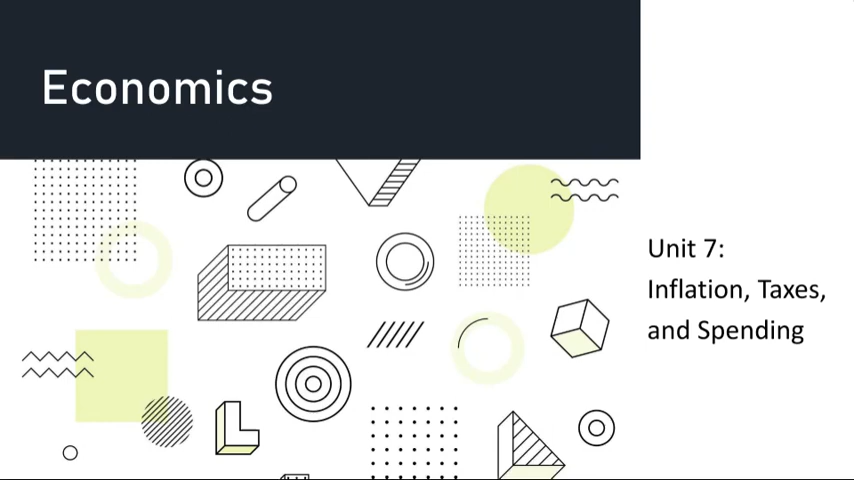 Economics
Unit 7:
Inflation, Taxes,
and Spending